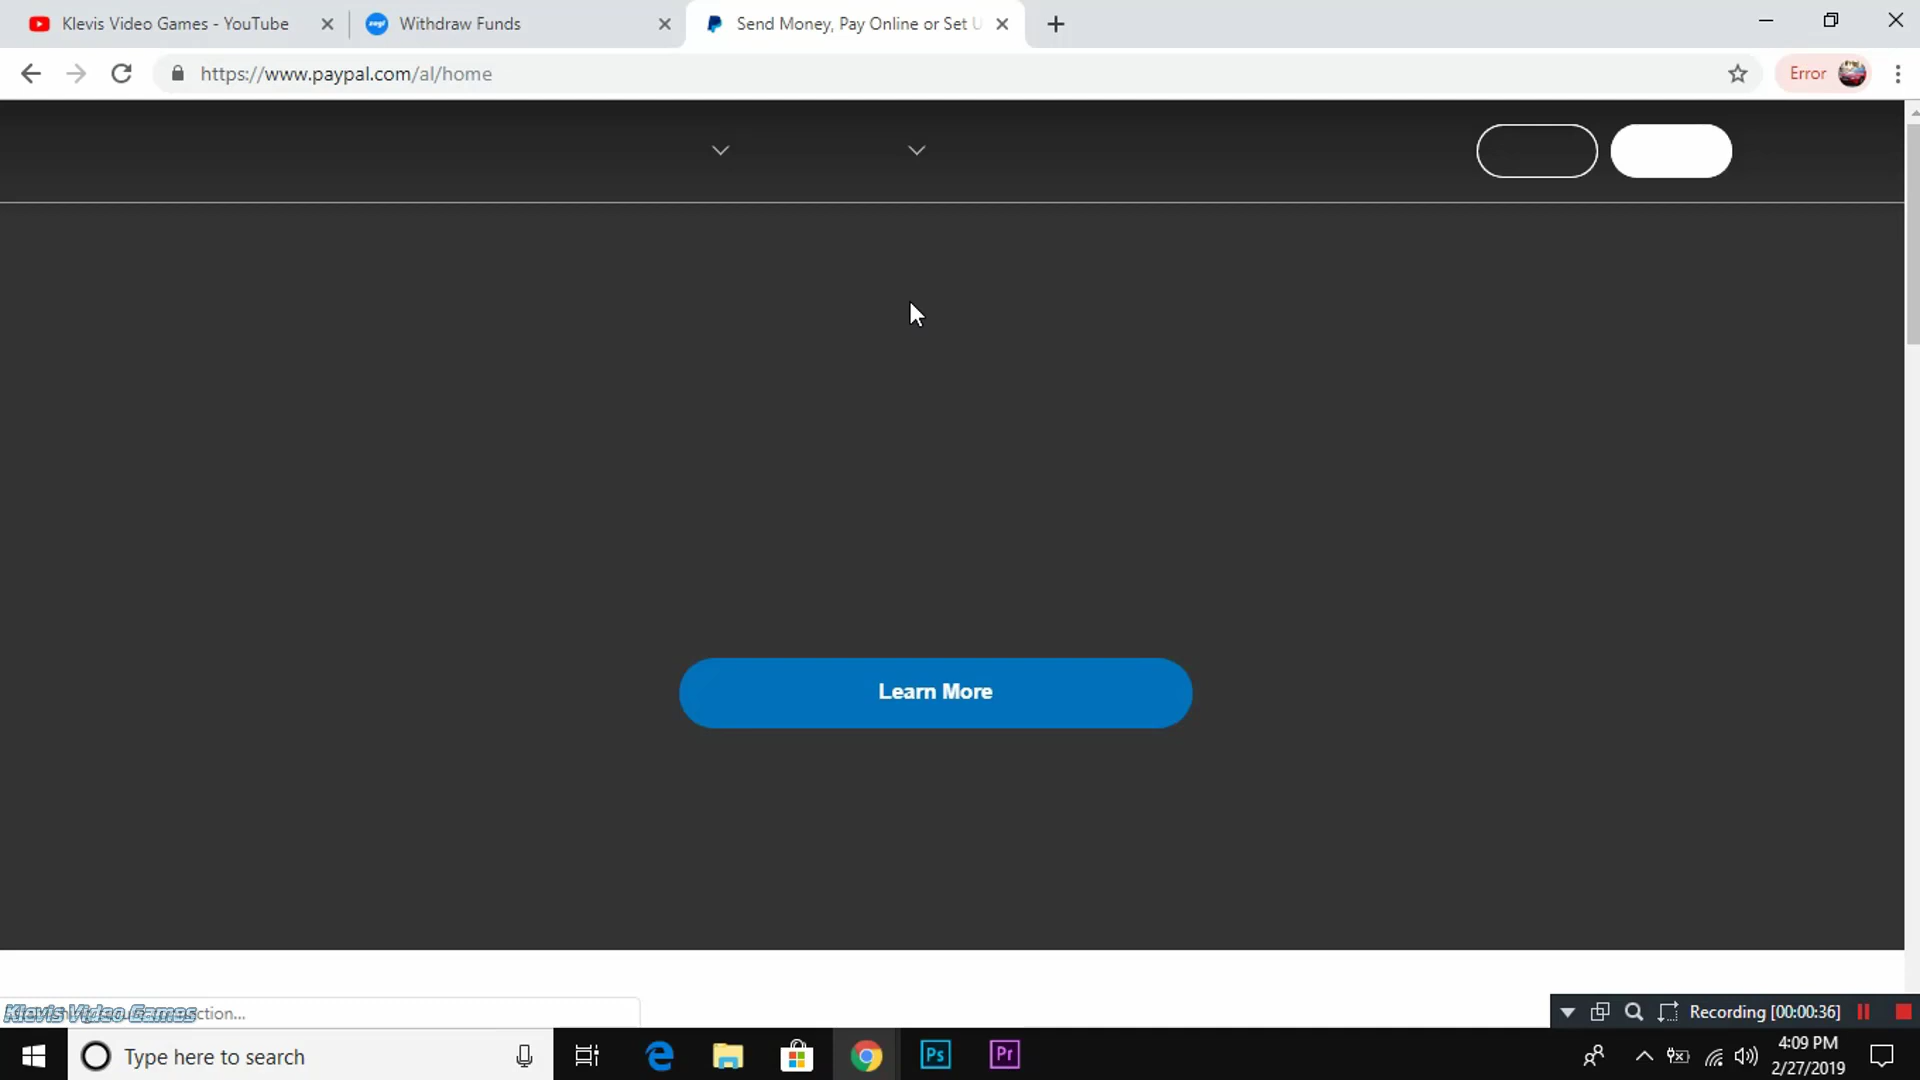 Klevis Video Games - YouTube
Withdraw Funds
Send Money, Pay Online or Set U
https://www.paypal.com/al/home
Error
Learn More
Klevis Video Games
ction...
Recording [00:00:36]
Type here to search
Ps
Pr
4:09 PM
2/27/2019